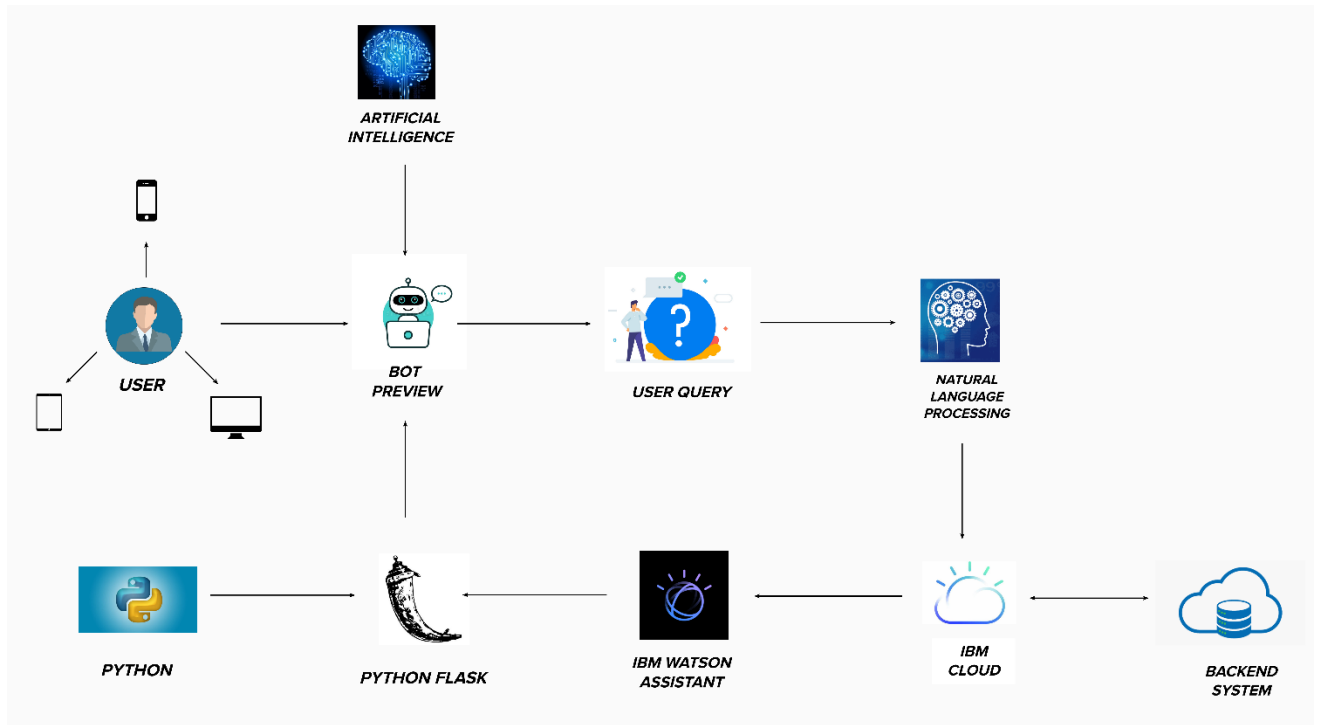 ARTIFICIAL
INTELLIGENCE
USER
BOT
PREVIEW
USER QUERY
NATURAL
LANGUAGE
PROCESSING
PYTHON
PYTHON FLASK
IBM WATSON
ASSISTANT
IBM
CLOUD
BACKEND
SYSTEM